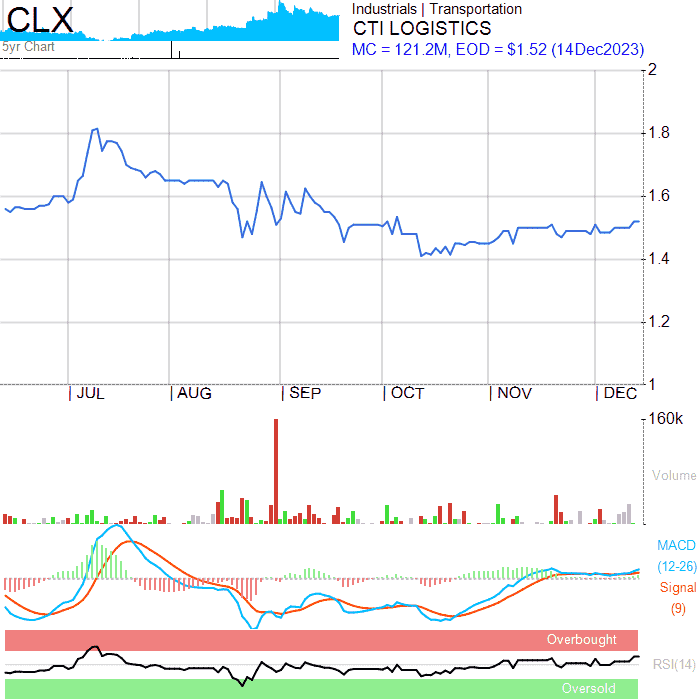 CLX
5yr Chart
Industrials | Transportation
CTI LOGISTICS
MC = 121.2M, EOD = $1.52 (14Dec2023)
2
1.8
1.6
1.4
1.2
1
JUL AUG SEP OCT NOV DEC
160k
Volume
MACD
(12-26)
Signal
(9)
Overbought
RSI(14)
Oversold